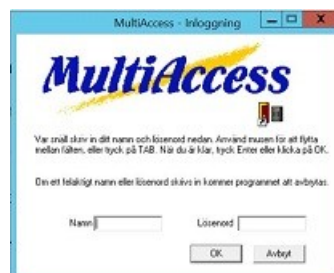 MultiAccess - Inloggning
MultiAccess
Var snäll skriv in ditt namn och lösenord nedan. Använd musen för att flytta
mellan fälten, eller tryck på TAB. När du är klar, tryck Enter eller klicka på OK.
Om ett felaktigt namn eller lösenord skrivs in kommer programmet att avbrytas.
Namn Lösenord
OK Avbryt